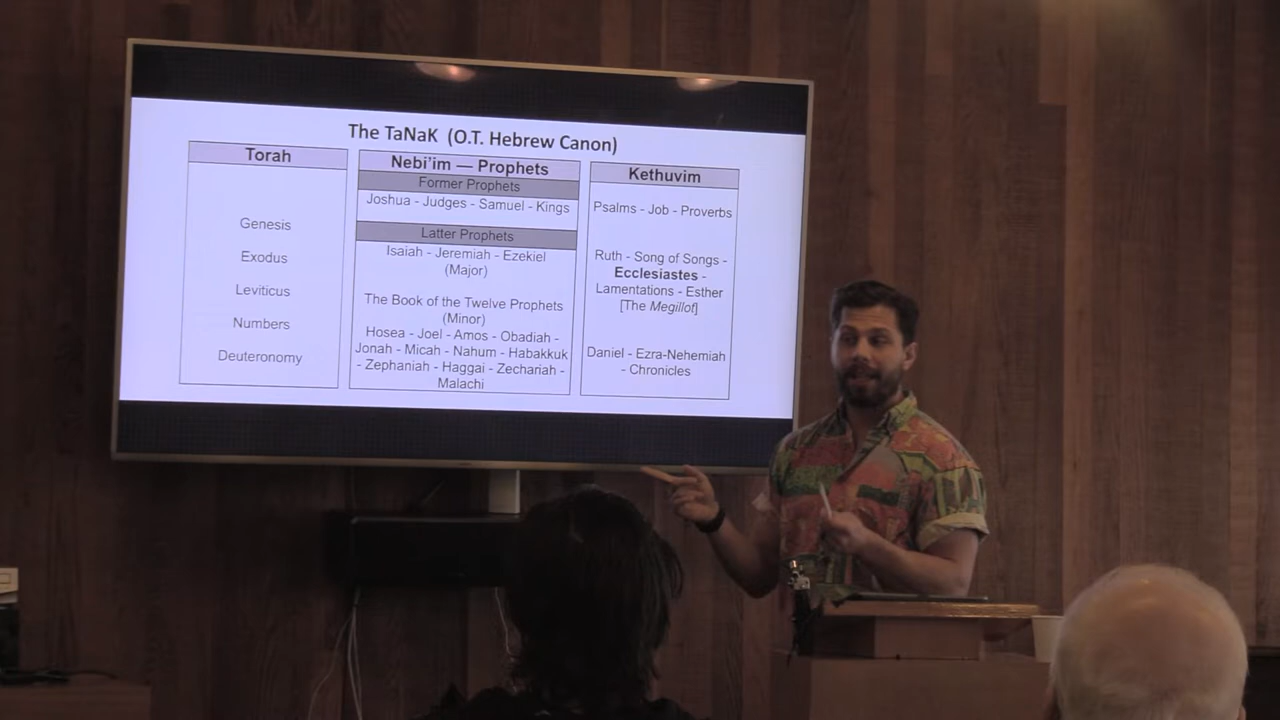 The TaNaK (O.T. Hebrew Canon)
Torah
Genesis
Exodus
Leviticus
Numbers
Deuteronomy
Nebi'im — Prophets
Former Prophets
Joshua - Judges - Samuel - Kings
Latter Prophets
Isaiah - Jeremiah - Ezekiel
(Major)
The Book of the Twelve Prophets
(Minor)
Hosea - Joel - Amos - Obadiah -
Jonah - Micah - Nahum - Habakkuk
- Zephaniah - Haggai - Zechariah -
Malachi
Kethuvim
Psalms - Job - Proverbs
Ruth - Song of Songs -
Ecclesiastes -
Lamentations - Esther
[The Megillof]
Daniel - Ezra-Nehemiah
- Chronicles